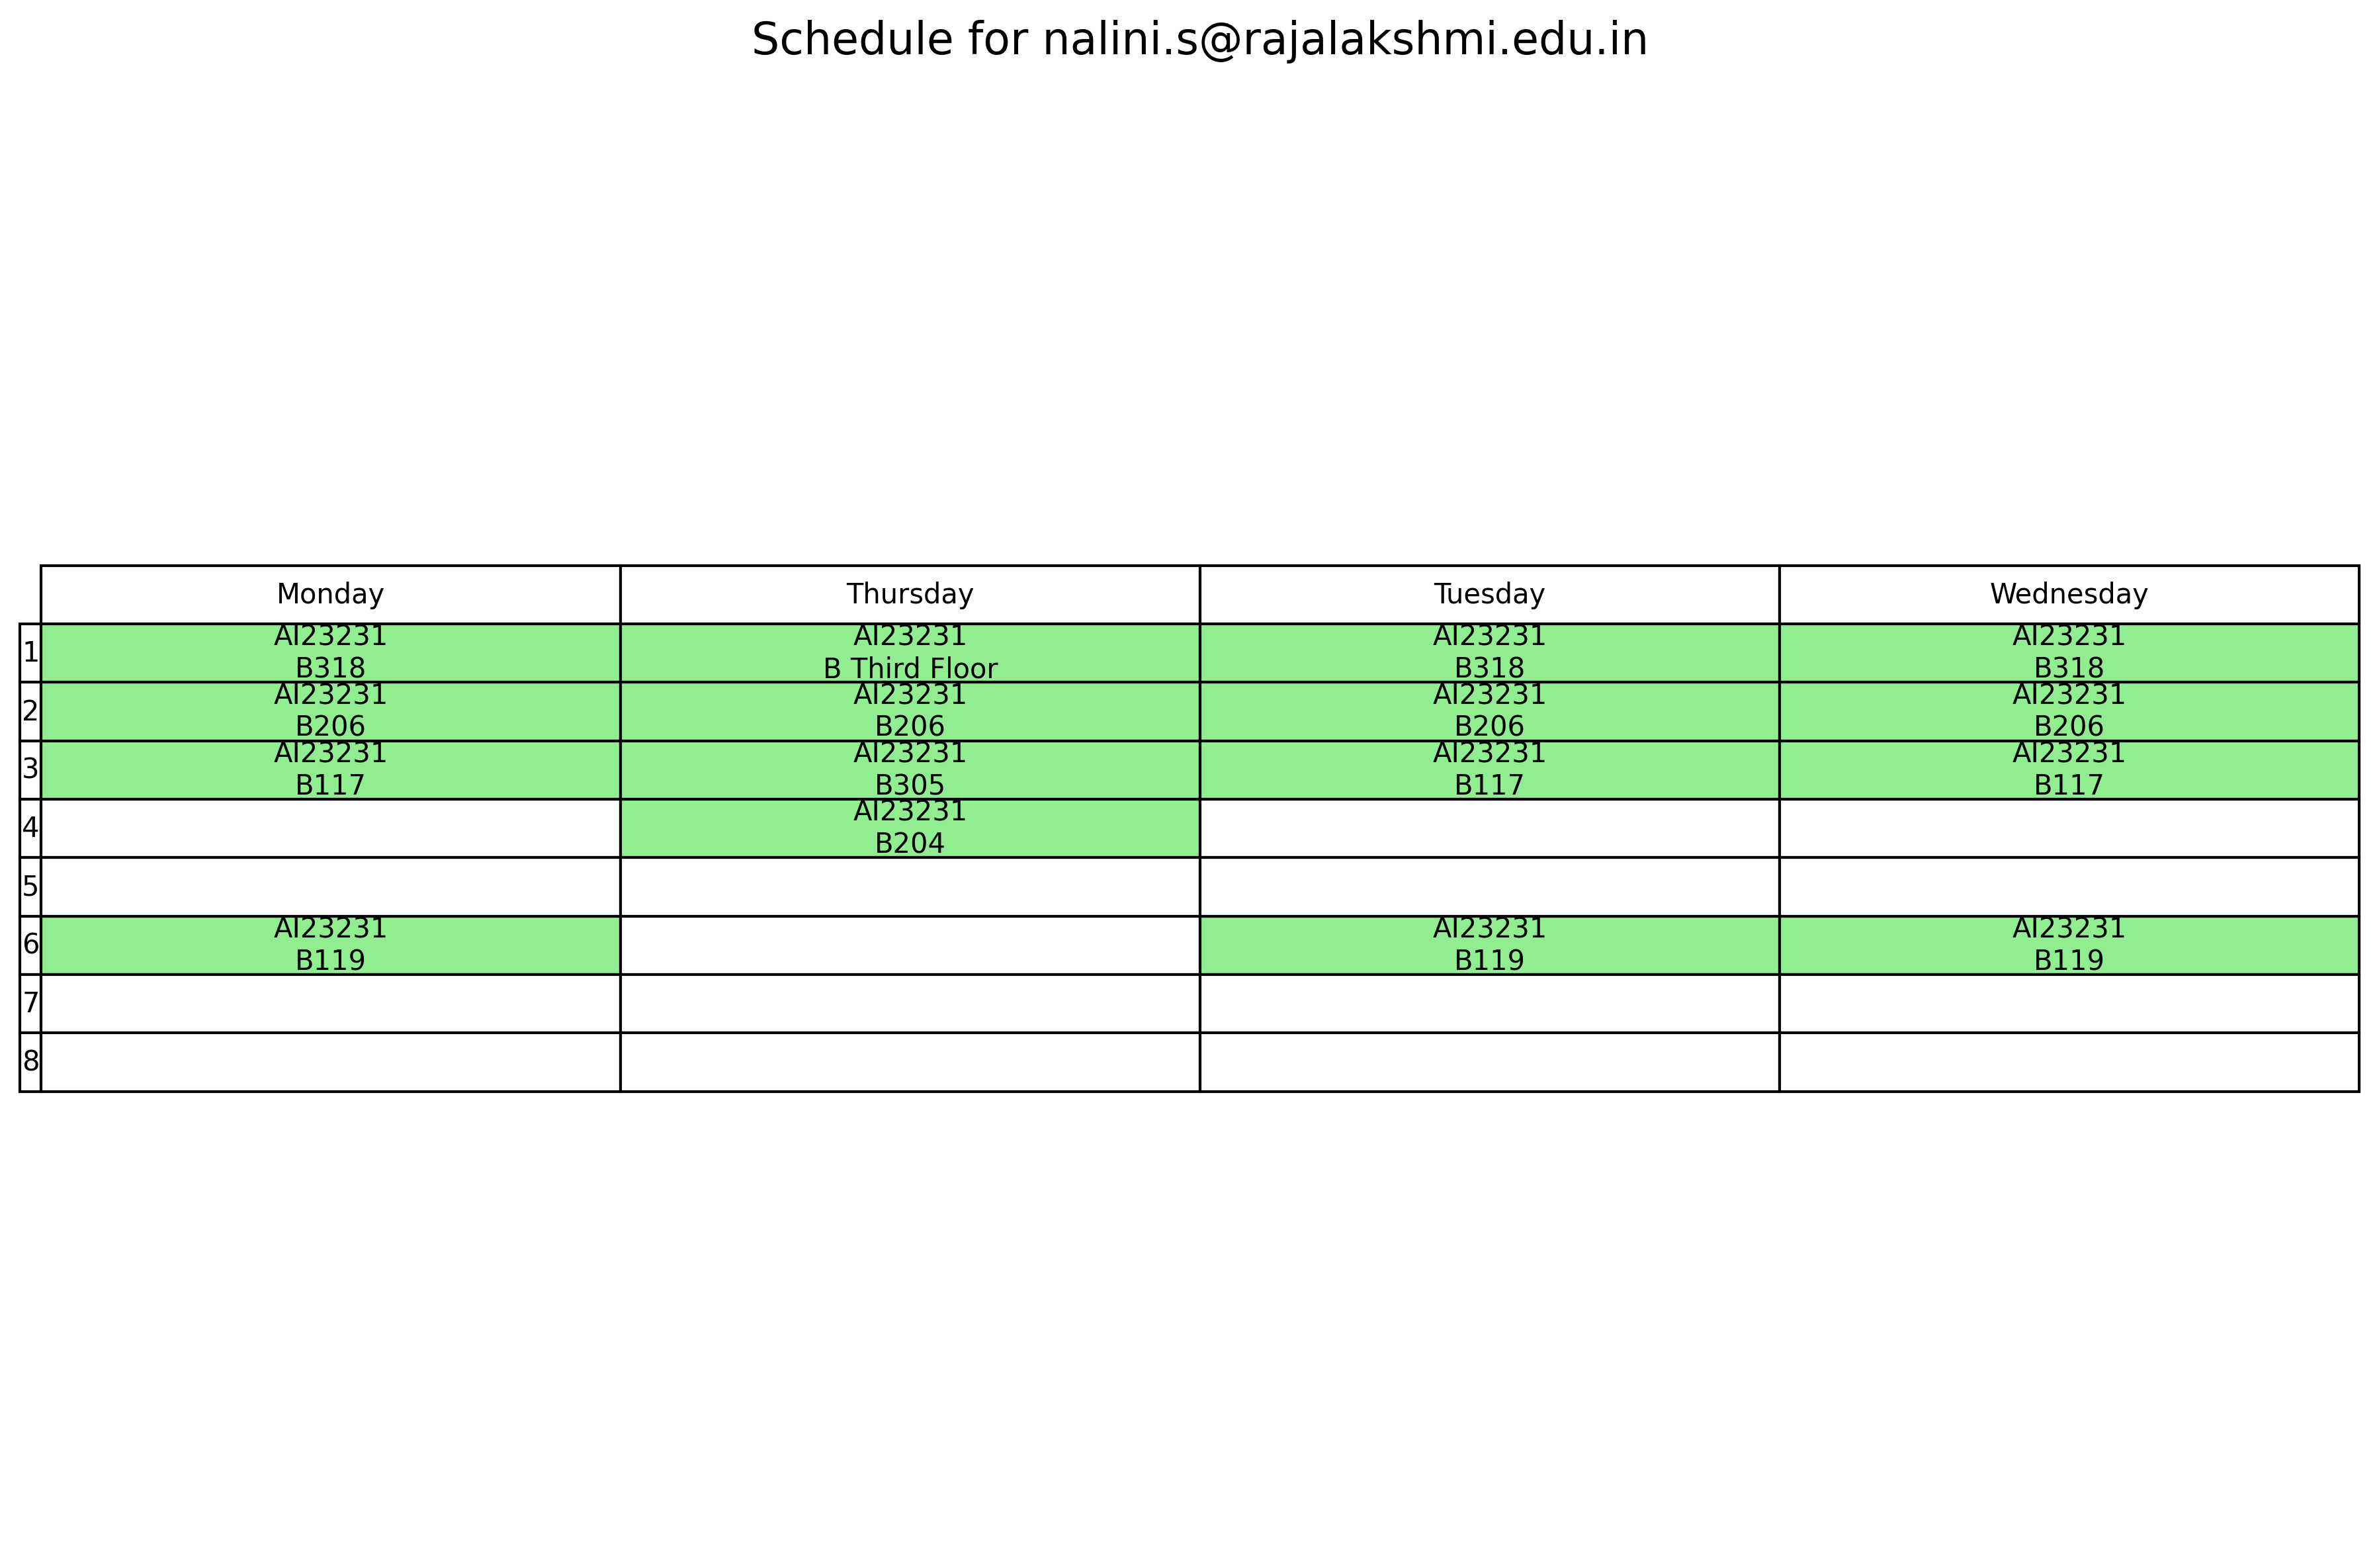 Schedule for nalini.s@rajalakshmi.edu.in
Monday Thursday Tuesday Wednesday
1 AI23231 AI23231 AI23231 AI23231
B318 B Third Floor B318 B318
2 AI23231 AI23231 AI23231 AI23231
B206 B206 B206 B206
3 AI23231 AI23231 AI23231 AI23231
B117 B305 B117 B117
4 AI23231
B204
5
6 AI23231 AI23231 AI23231
B119 B119 B119
7
8